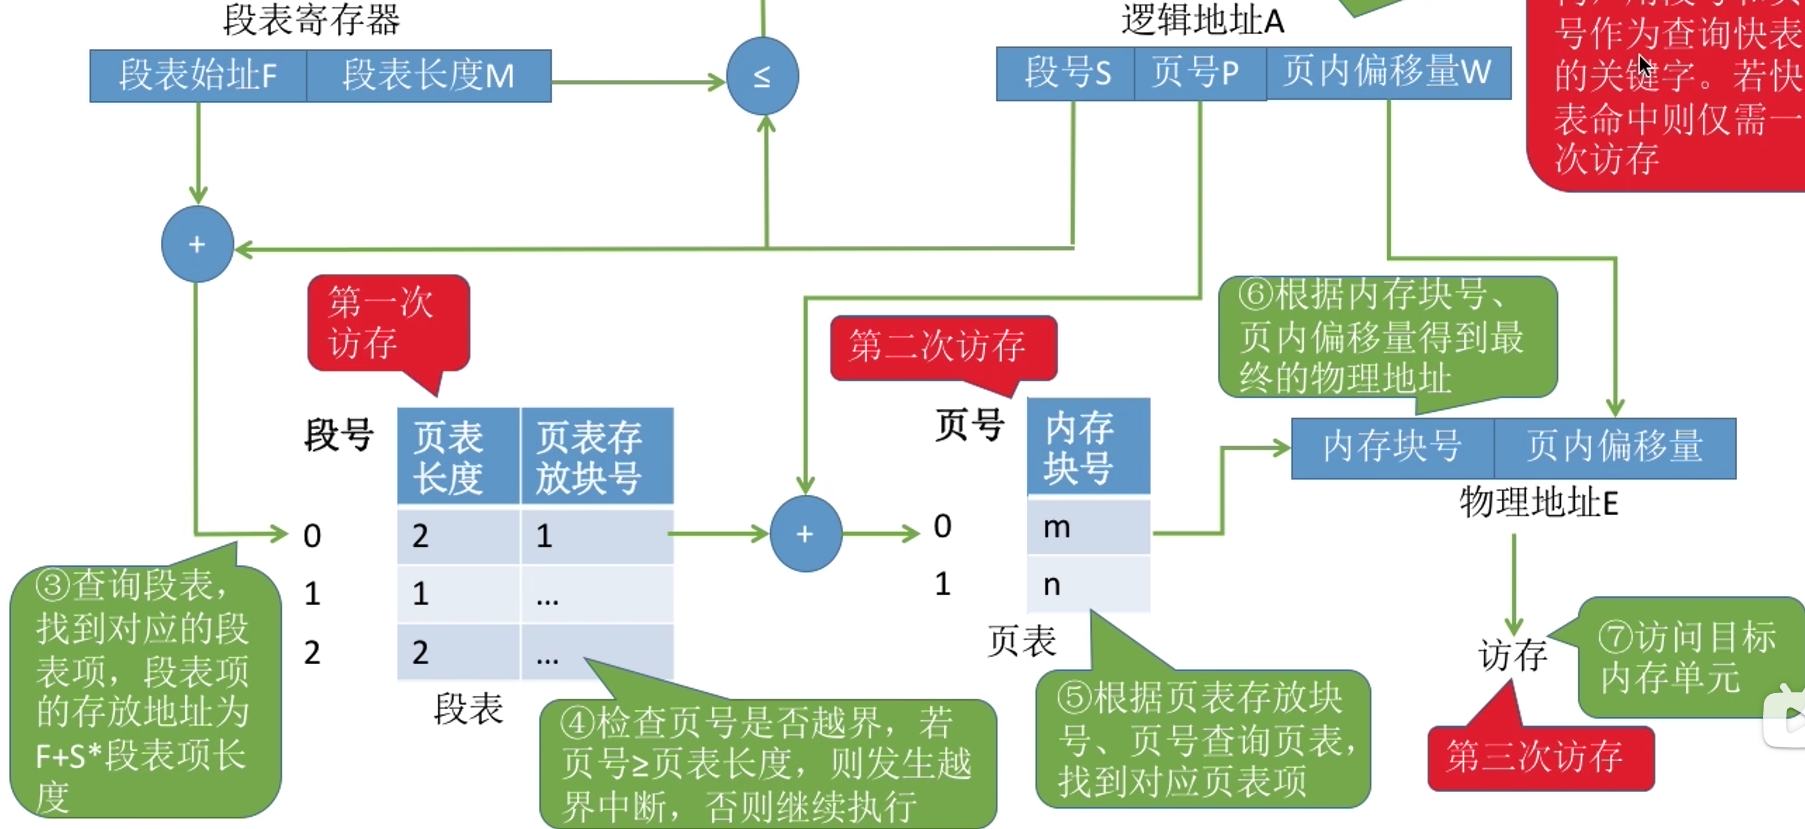 段表寄存器
逻辑地址A
段表始址F
段表长度M
≤
段号S
页号P
页内偏移量W
号作为查询快表
的关键字。若快
表命中则仅需一
次访存
+
第一次
访存
第二次访存
⑥根据内存块号、
页内偏移量得到最
终的物理地址
段号
页表
长度
页表存
放块号
页号
内存
块号
内存块号
页内偏移量
物理地址E
0
2
1
+
0
m
1
1
...
1
n
2
2
...
段表
页表
访存
③查询段表，
找到对应的段
表项，段表项
的存放地址为
F+S*段表项长
度
④检查页号是否越界，若
页号≥页表长度，则发生越
界中断，否则继续执行
⑤根据页表存放块
号、页号查询页表，
找到对应页表项
⑦访问目标
内存单元
第三次访存